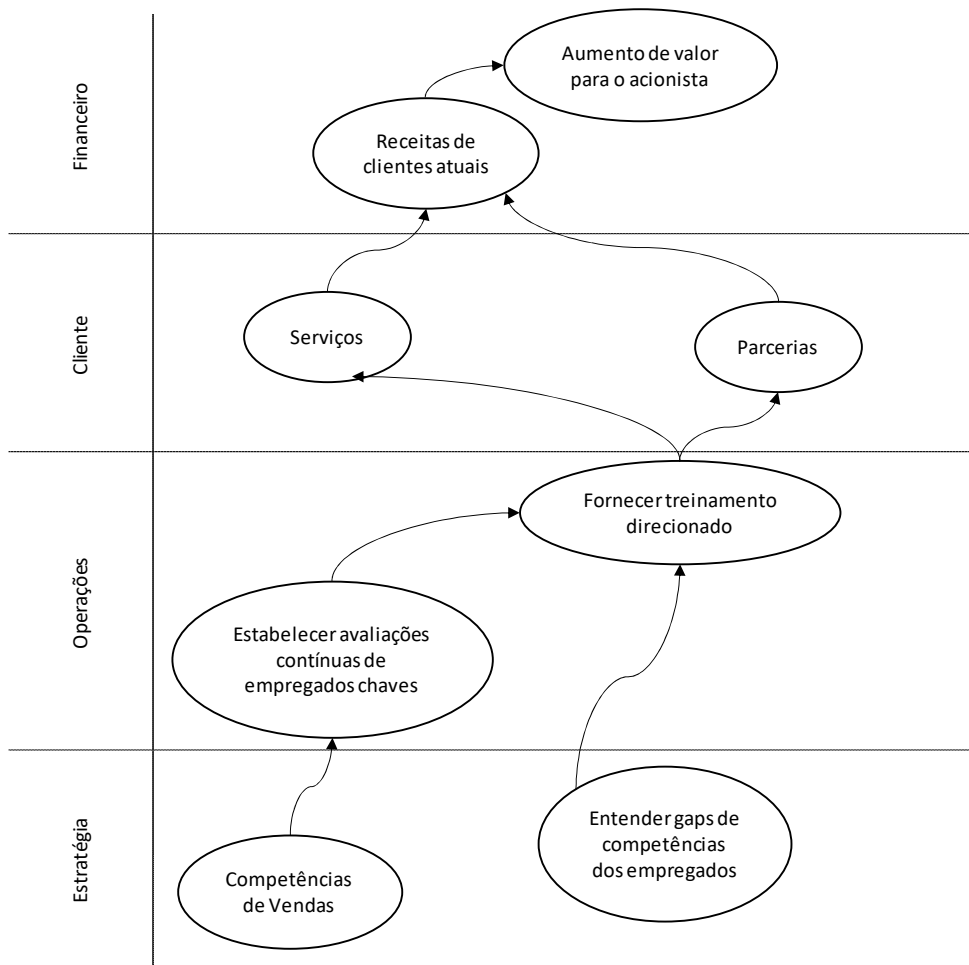 Financeiro
Aumento de valor
para o acionista
Receitas de
clientes atuais
Cliente
Serviços
Parcerias
Operações
Fornecer treinamento
direcionado
Estabelecer avaliações
contínuas de
empregados chaves
Estratégia
Entender gaps de
competências
dos empregados
Competências
de Vendas